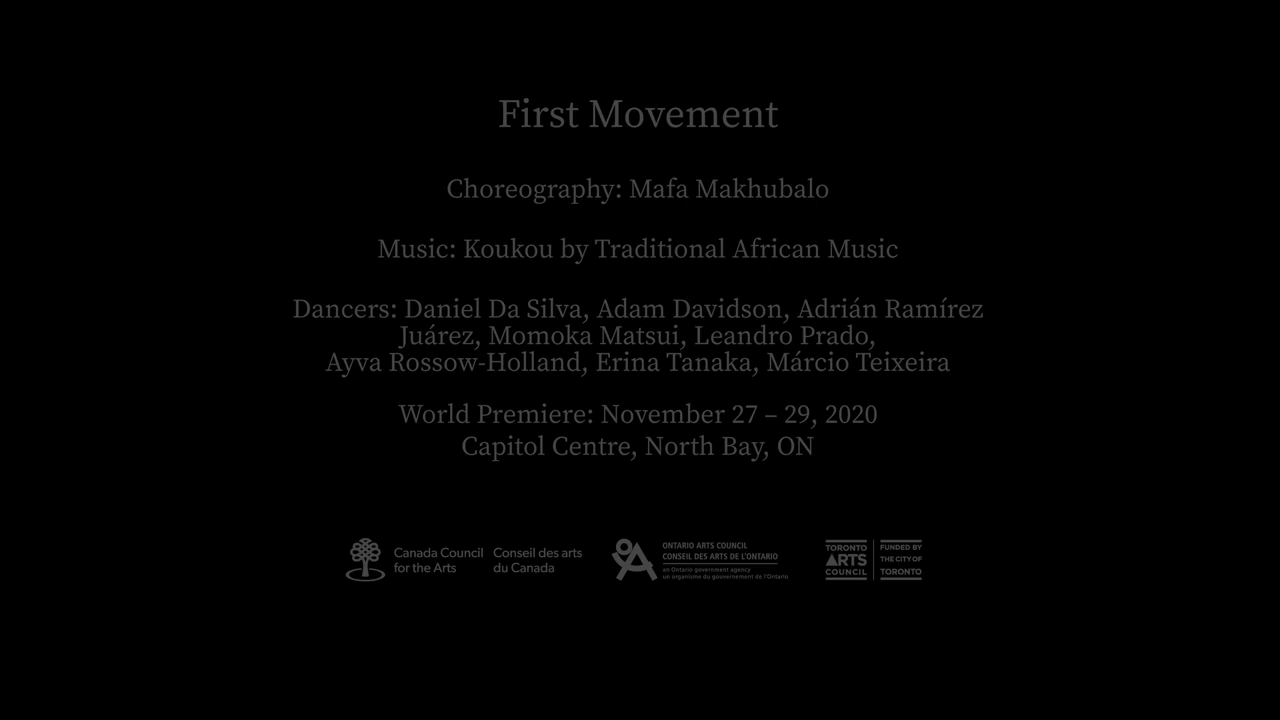 First Movement
Choreography: Mafa Makhubalo
Music: Koukou by Traditional African Music
Dancers: Daniel Da Silva, Adam Davidson, Adrián Ramírez
Juárez, Momoka Matsui, Leandro Prado,
Ayva Rossow-Holland, Erina Tanaka, Márcio Teixeira
World Premiere: November 27 – 29, 2020
Capitol Centre, North Bay, ON
Canada Council
for the Arts
Conseil des arts
du Canada
ONTARIO ARTS COUNCIL
CONSEIL DES ARTS DE L'ONTARIO
an Ontario government agency
un organisme du gouvernement de l'Ontario
TORONTO
ARTS
COUNCIL
FUNDED BY
THE CITY OF
TORONTO